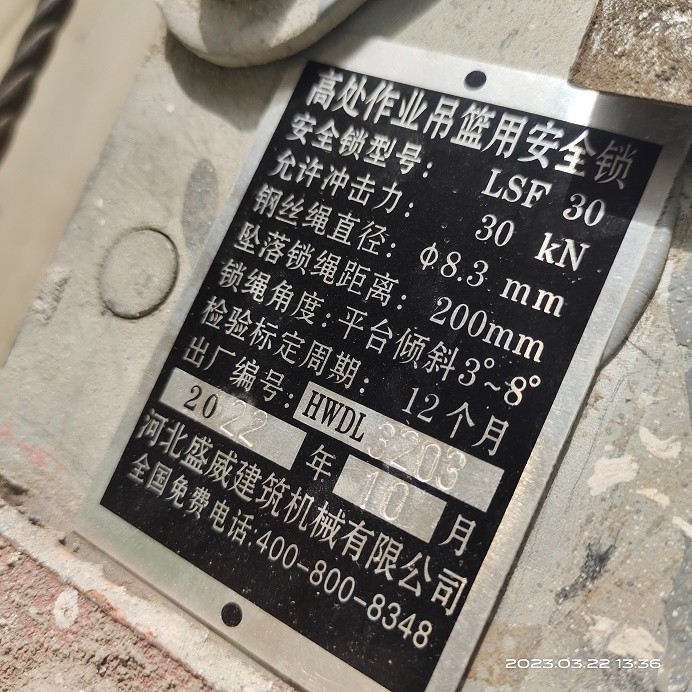 高处作业吊篮用安全锁
安全锁型号: LSF 30
允许冲击力: 30 kN
钢丝绳直径: φ8.3 mm
坠落锁绳距离: 200mm
锁绳角度:平台倾斜3°~8°
检验标定周期: 12个月
出厂编号:HWDL 3203
2022 年 10 月
河北盛威建筑机械有限公司
全国免费电话:400-800-8348
2023.03.22 13:36